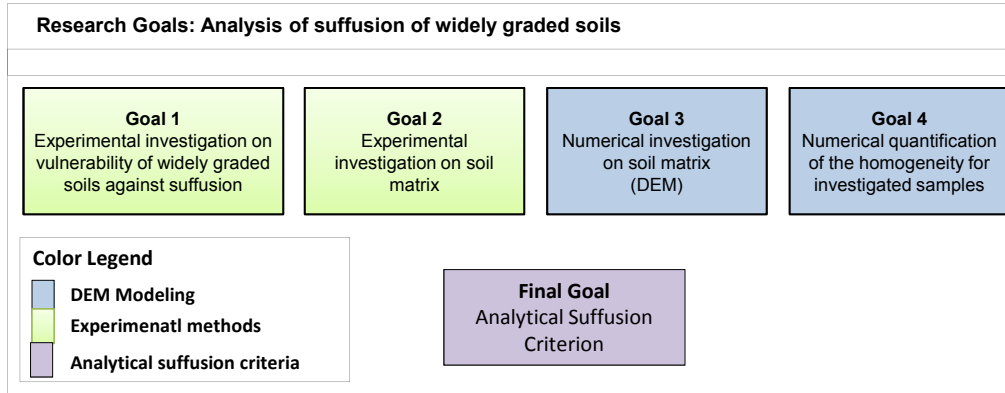 Research Goals: Analysis of suffusion of widely graded soils
Goal 1
Experimental investigation on
vulnerability of widely graded
soils against suffusion
Goal 2
Experimental
investigation on soil
matrix
Goal 3
Numerical investigation
on soil matrix
(DEM)
Goal 4
Numerical quantification
of the homogeneity for
investigated samples
Color Legend
DEM Modeling
Experimenatl methods
Analytical suffusion criteria
Final Goal
Analytical Suffusion
Criterion